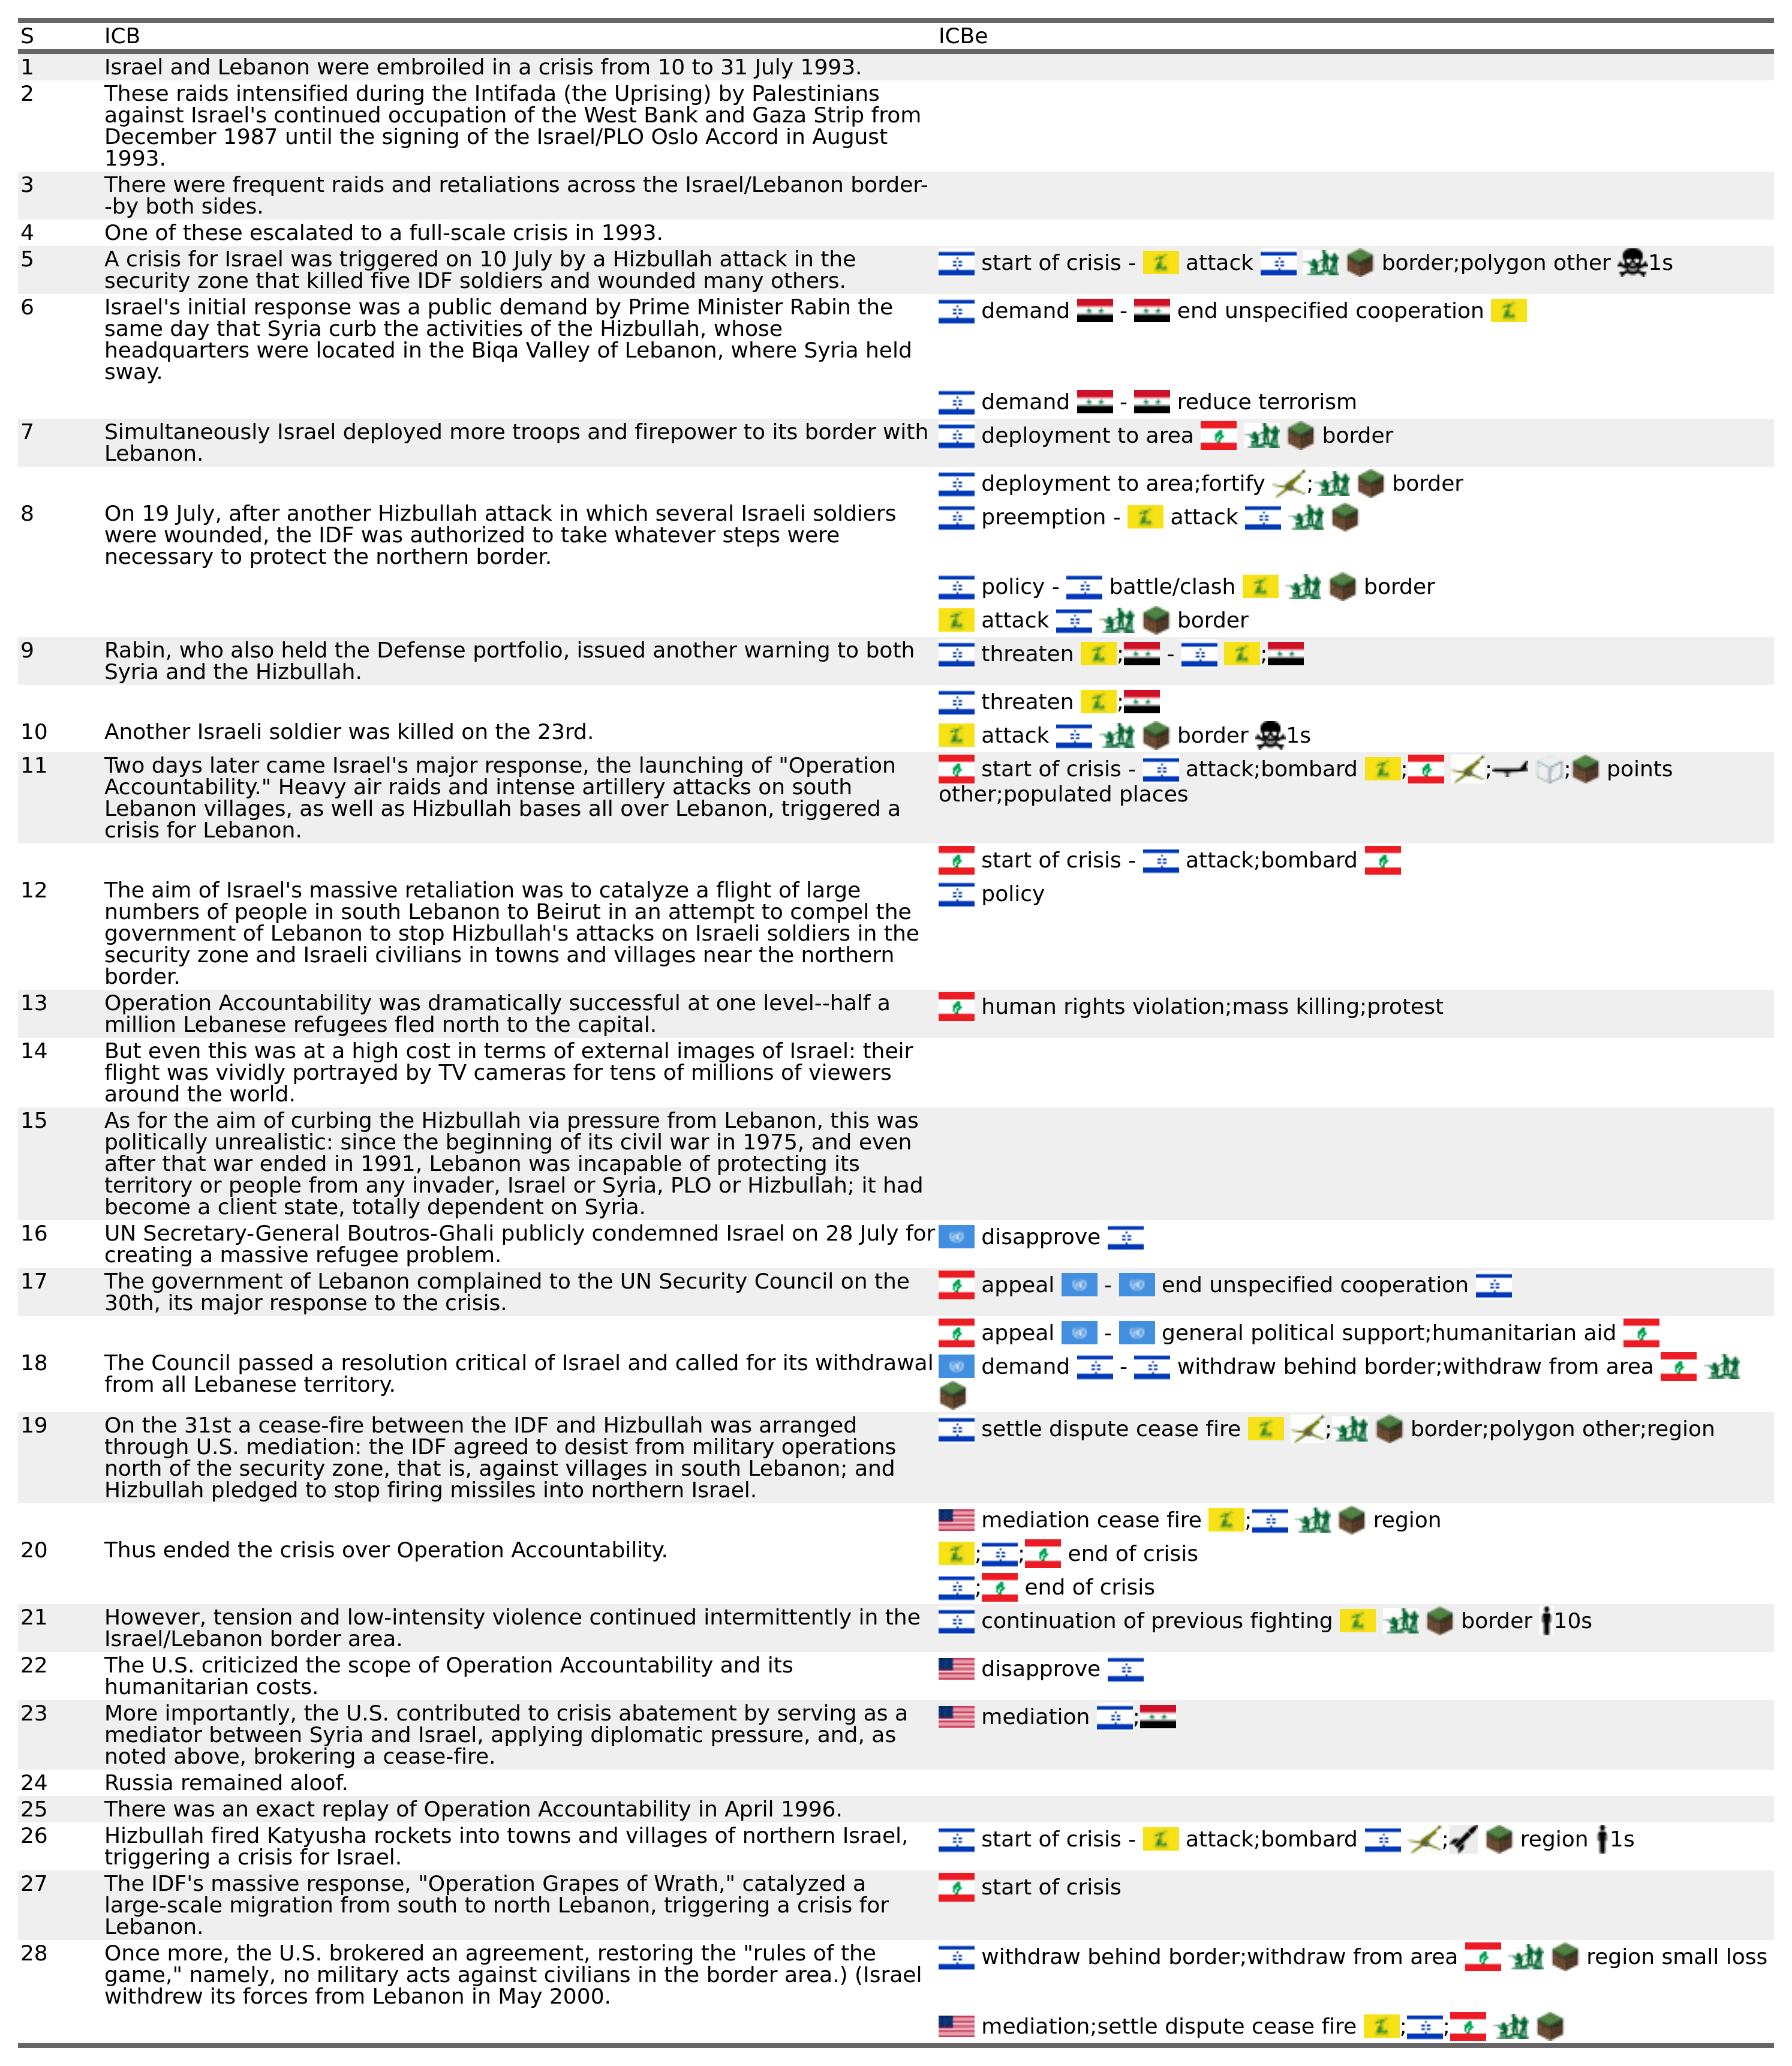 S ICB ICBe
1 Israel and Lebanon were embroiled in a crisis from 10 to 31 July 1993.
2 These raids intensified during the Intifada (the Uprising) by Palestinians
against Israel's continued occupation of the West Bank and Gaza Strip from
December 1987 until the signing of the Israel/PLO Oslo Accord in August
1993.
3 There were frequent raids and retaliations across the Israel/Lebanon border-
-by both sides.
4 One of these escalated to a full-scale crisis in 1993.
5 A crisis for Israel was triggered on 10 July by a Hizbullah attack in the
security zone that killed five IDF soldiers and wounded many others.
start of crisis - attack border;polygon other 1s
6 Israel's initial response was a public demand by Prime Minister Rabin the
same day that Syria curb the activities of the Hizbullah, whose
headquarters were located in the Biqa Valley of Lebanon, where Syria held
sway.
demand - end unspecified cooperation
demand - reduce terrorism
7 Simultaneously Israel deployed more troops and firepower to its border with
Lebanon.
deployment to area border
deployment to area;fortify ; border
8 On 19 July, after another Hizbullah attack in which several Israeli soldiers
were wounded, the IDF was authorized to take whatever steps were
necessary to protect the northern border.
preemption - attack
policy - battle/clash border
attack border
9 Rabin, who also held the Defense portfolio, issued another warning to both
Syria and the Hizbullah.
threaten ; - ;
threaten ;
10 Another Israeli soldier was killed on the 23rd.
attack border 1s
11 Two days later came Israel's major response, the launching of "Operation
Accountability." Heavy air raids and intense artillery attacks on south
Lebanon villages, as well as Hizbullah bases all over Lebanon, triggered a
crisis for Lebanon.
start of crisis - attack;bombard ; ; ; points
other;populated places
start of crisis - attack;bombard
12 The aim of Israel's massive retaliation was to catalyze a flight of large
numbers of people in south Lebanon to Beirut in an attempt to compel the
government of Lebanon to stop Hizbullah's attacks on Israeli soldiers in the
security zone and Israeli civilians in towns and villages near the northern
border.
policy
13 Operation Accountability was dramatically successful at one level--half a
million Lebanese refugees fled north to the capital.
human rights violation;mass killing;protest
14 But even this was at a high cost in terms of external images of Israel: their
flight was vividly portrayed by TV cameras for tens of millions of viewers
around the world.
15 As for the aim of curbing the Hizbullah via pressure from Lebanon, this was
politically unrealistic: since the beginning of its civil war in 1975, and even
after that war ended in 1991, Lebanon was incapable of protecting its
territory or people from any invader, Israel or Syria, PLO or Hizbullah; it had
become a client state, totally dependent on Syria.
16 UN Secretary-General Boutros-Ghali publicly condemned Israel on 28 July for
creating a massive refugee problem.
disapprove
17 The government of Lebanon complained to the UN Security Council on the
30th, its major response to the crisis.
appeal - end unspecified cooperation
appeal - general political support;humanitarian aid
18 The Council passed a resolution critical of Israel and called for its withdrawal
from all Lebanese territory.
demand - withdraw behind border;withdraw from area
19 On the 31st a cease-fire between the IDF and Hizbullah was arranged
through U.S. mediation: the IDF agreed to desist from military operations
north of the security zone, that is, against villages in south Lebanon; and
Hizbullah pledged to stop firing missiles into northern Israel.
settle dispute cease fire ; border;polygon other;region
mediation cease fire ; region
20 Thus ended the crisis over Operation Accountability.
; ; end of crisis
; end of crisis
21 However, tension and low-intensity violence continued intermittently in the
Israel/Lebanon border area.
continuation of previous fighting border 10s
22 The U.S. criticized the scope of Operation Accountability and its
humanitarian costs.
disapprove
23 More importantly, the U.S. contributed to crisis abatement by serving as a
mediator between Syria and Israel, applying diplomatic pressure, and, as
noted above, brokering a cease-fire.
mediation ;
24 Russia remained aloof.
25 There was an exact replay of Operation Accountability in April 1996.
26 Hizbullah fired Katyusha rockets into towns and villages of northern Israel,
triggering a crisis for Israel.
start of crisis - attack;bombard ; region 1s
27 The IDF's massive response, "Operation Grapes of Wrath," catalyzed a
large-scale migration from south to north Lebanon, triggering a crisis for
Lebanon.
start of crisis
28 Once more, the U.S. brokered an agreement, restoring the "rules of the
game," namely, no military acts against civilians in the border area.) (Israel
withdrew its forces from Lebanon in May 2000.
withdraw behind border;withdraw from area region small loss
mediation;settle dispute cease fire ; ;